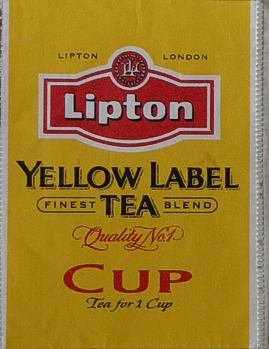 LIPTON LONDON
Lipton
YELLOW LABEL
FINEST TEA BLEND
Quality No.1
CUP
Tea for 1 Cup